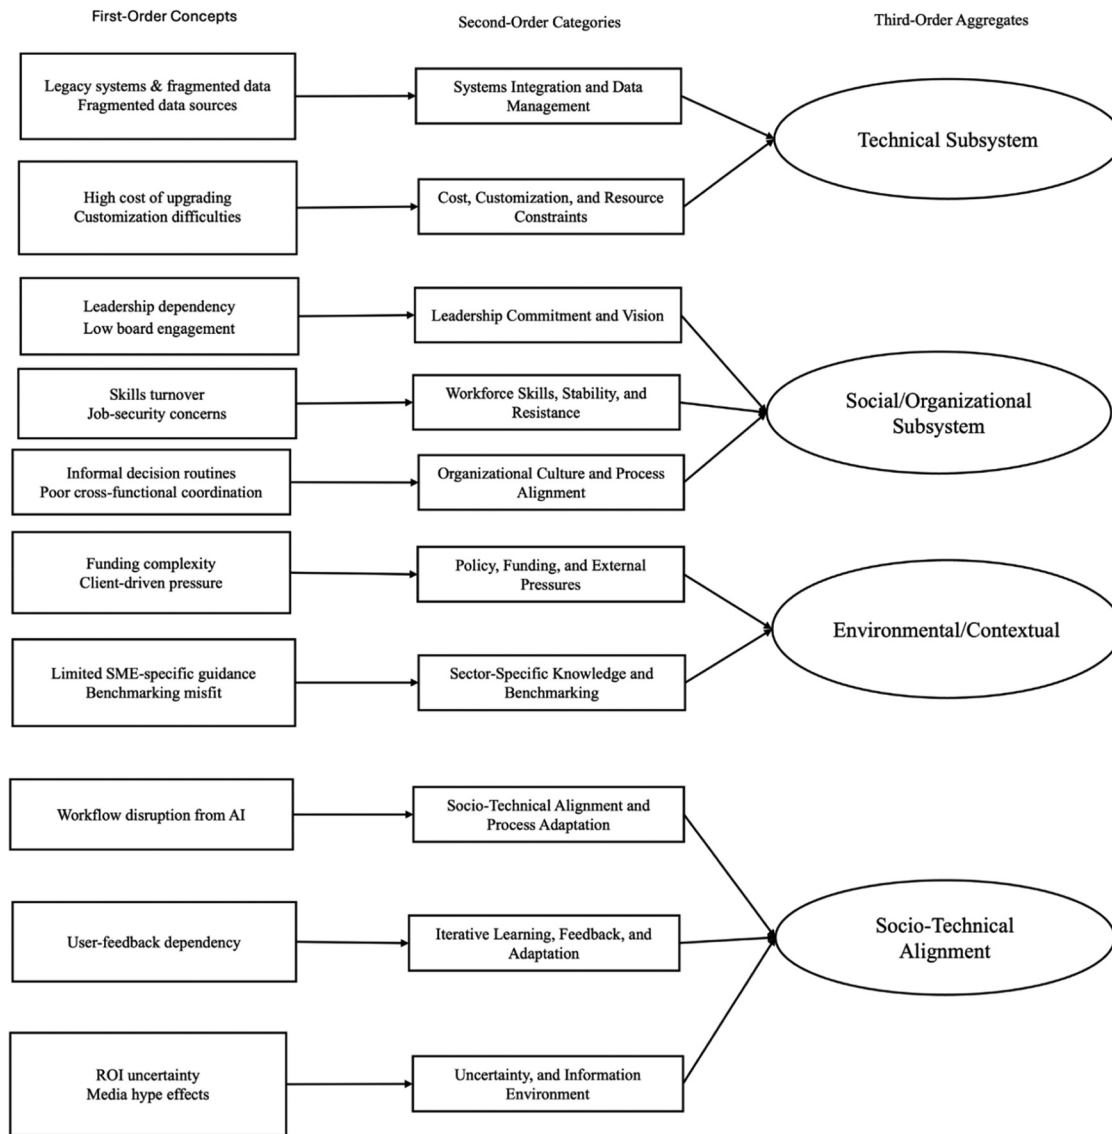 First-Order Concepts
Second-Order Categories
Third-Order Aggregates
Legacy systems & fragmented data
Fragmented data sources
Systems Integration and Data
Management
Technical Subsystem
High cost of upgrading
Customization difficulties
Cost, Customization, and Resource
Constraints
Leadership dependency
Low board engagement
Leadership Commitment and Vision
Skills turnover
Job-security concerns
Workforce Skills, Stability, and
Resistance
Social/Organizational
Subsystem
Informal decision routines
Poor cross-functional coordination
Organizational Culture and Process
Alignment
Funding complexity
Client-driven pressure
Policy, Funding, and External
Pressures
Environmental/Contextual
Limited SME-specific guidance
Benchmarking misfit
Sector-Specific Knowledge and
Benchmarking
Workflow disruption from AI
Socio-Technical Alignment and
Process Adaptation
User-feedback dependency
Iterative Learning, Feedback, and
Adaptation
Socio-Technical
Alignment
ROI uncertainty
Media hype effects
Uncertainty, and Information
Environment